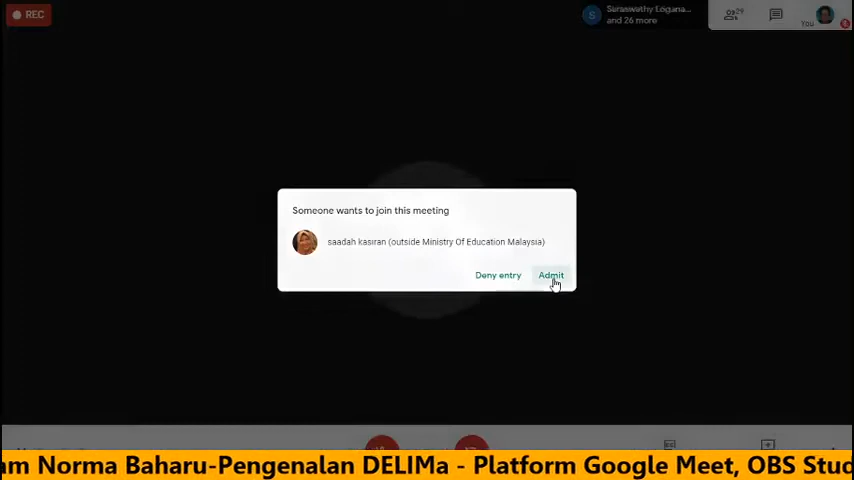 REC
Saraswathy Logana...
and 26 more
29
You
Someone wants to join this meeting
saadah kasiran (outside Ministry Of Education Malaysia)
Deny entry Admit
am Norma Baharu-Pengenalan DELIMa - Platform Google Meet, OBS Stud